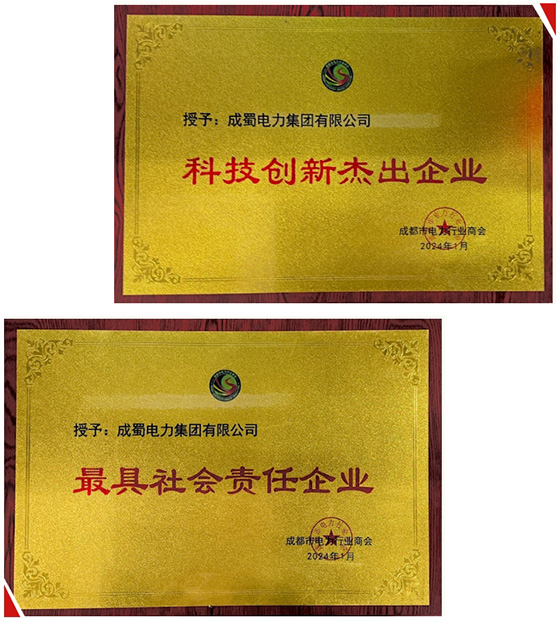 授予：成蜀电力集团有限公司
科技创新杰出企业
成都市电力行业商会
2024年1月
授予：成蜀电力集团有限公司
最具社会责任企业
成都市电力行业商会
2024年1月